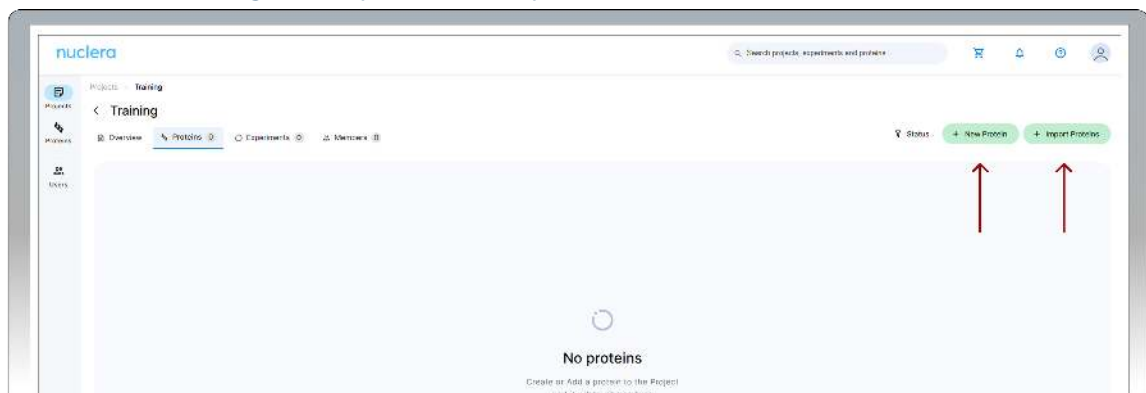 nuclera
Search projects, experiments and proteins
Projects Training
Projects
< Training
Proteins
Overview Proteins 0 Experiments 0 Members 8
Status + New Protein + Import Proteins
Users
No proteins
Create or Add a protein to the Project